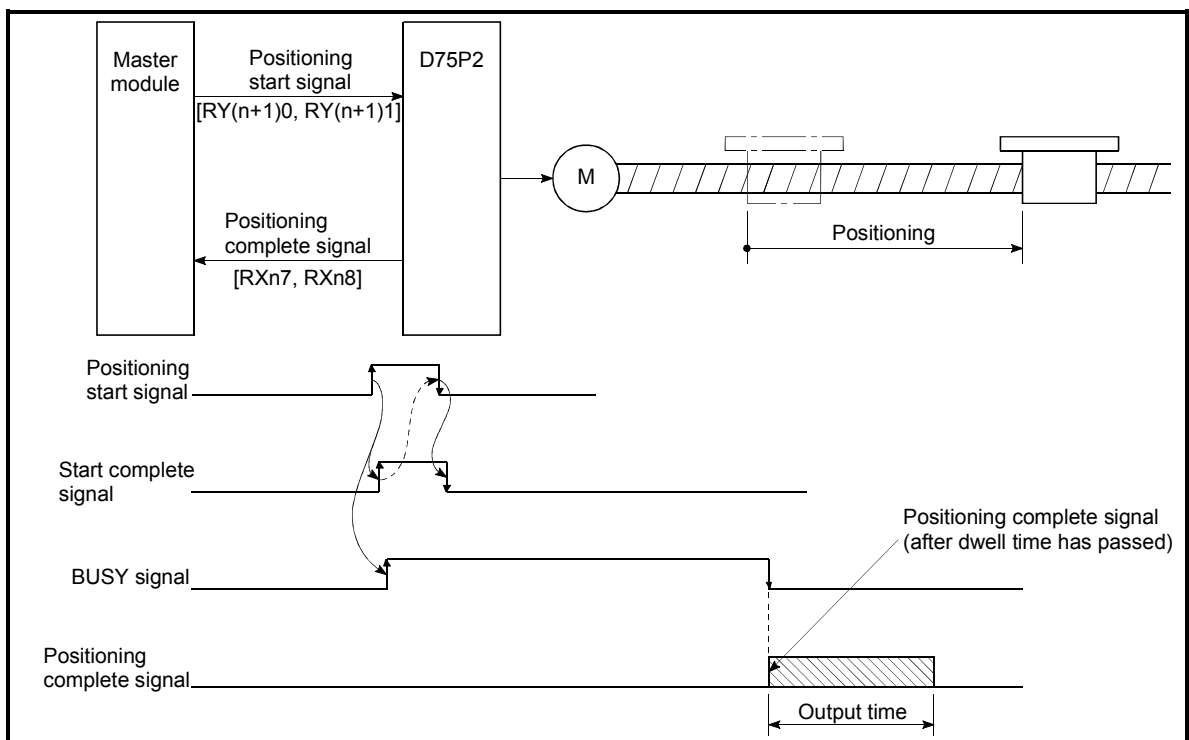 Master
module
Positioning
start signal
[RY(n+1)0, RY(n+1)1]
D75P2
M
Positioning
Positioning
complete signal
[RXn7, RXn8]
Positioning
start signal
Start complete
signal
Positioning complete signal
(after dwell time has passed)
BUSY signal
Positioning
complete signal
Output time